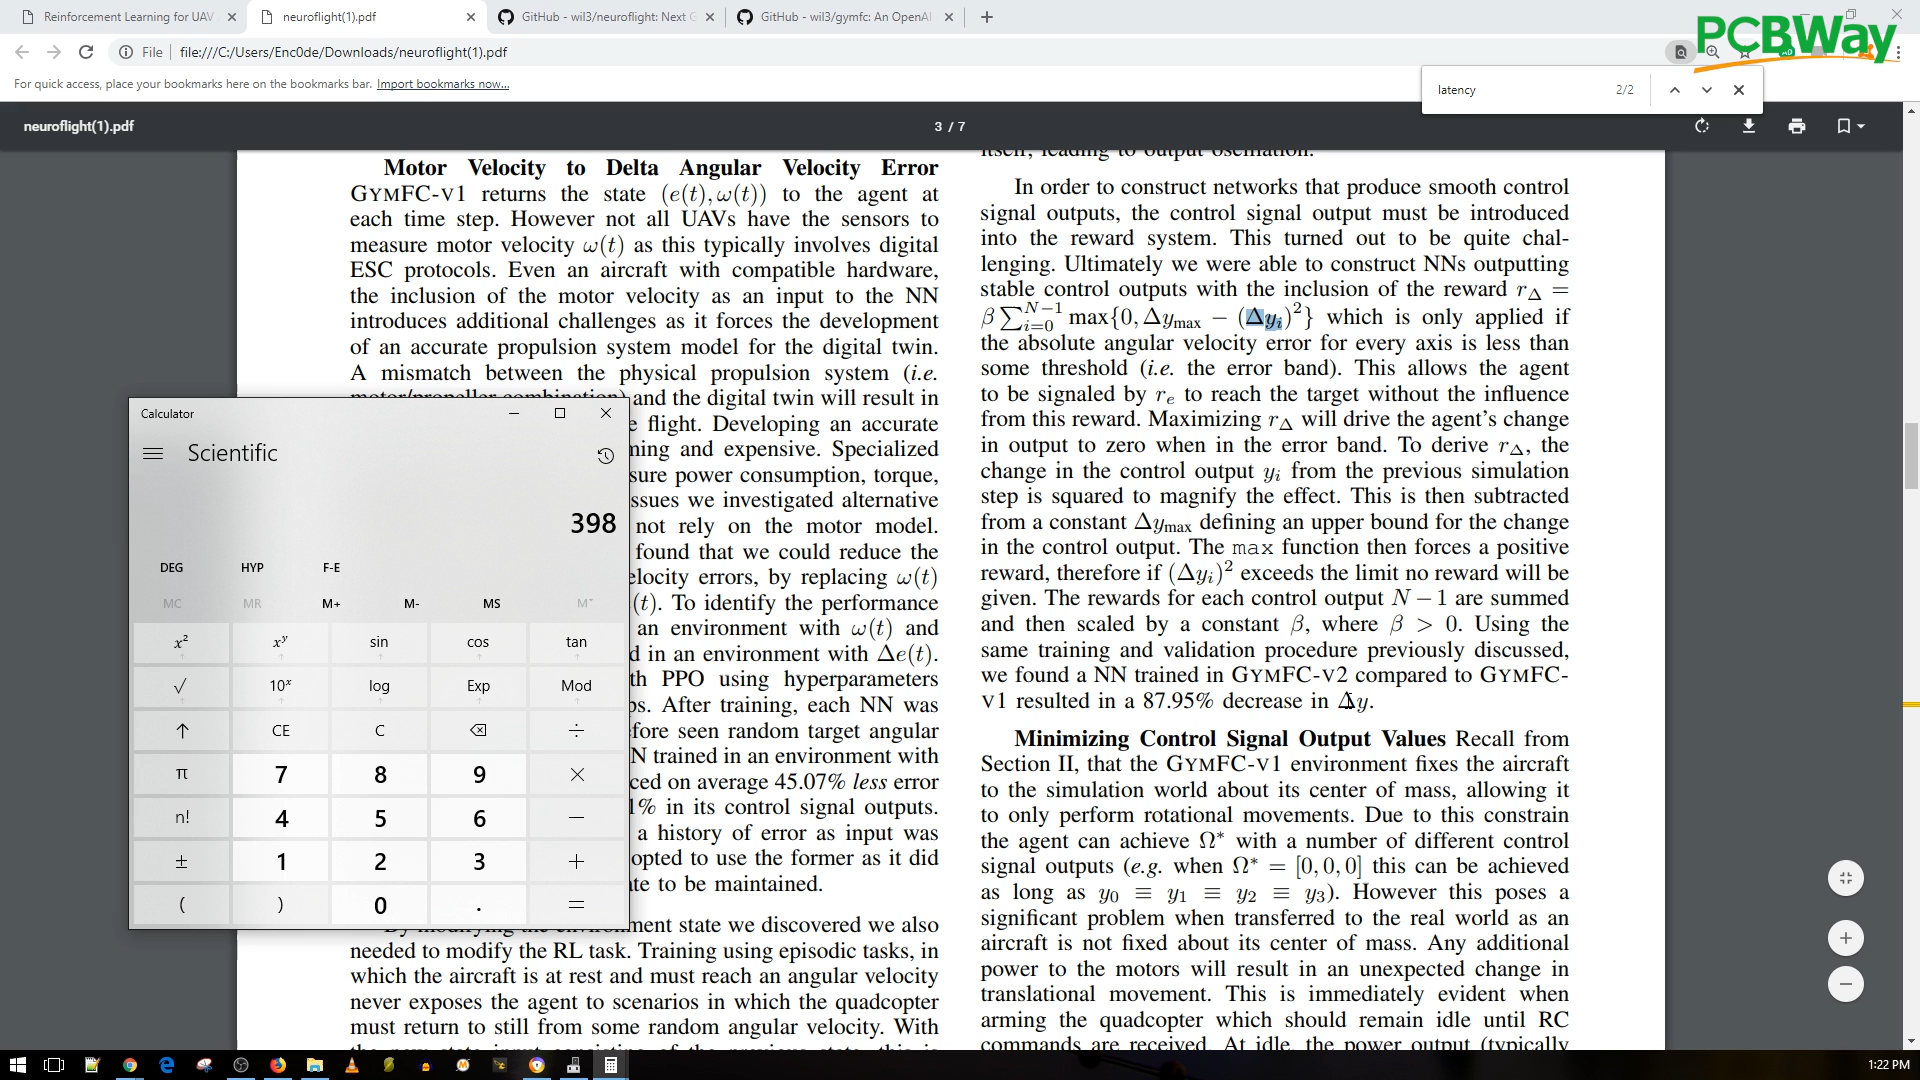 Reinforcement Learning for UAV
neuroflight(1).pdf
GitHub - wil3/neuroflight: Next G
GitHub - wil3/gymfc: An OpenAI
PCBWay
File
file:///C:/Users/Enc0de/Downloads/neuroflight(1).pdf
For quick access, place your bookmarks here on the bookmarks bar. Import bookmarks now...
latency 2/2
neuroflight(1).pdf
3 / 7
Motor Velocity to Delta Angular Velocity Error
GYMFC-V1 returns the state (e(t), ω(t)) to the agent at
each time step. However not all UAVs have the sensors to
measure motor velocity ω(t) as this typically involves digital
ESC protocols. Even an aircraft with compatible hardware,
the inclusion of the motor velocity as an input to the NN
introduces additional challenges as it forces the development
of an accurate propulsion system model for the digital twin.
A mismatch between the physical propulsion system (i.e.
motor/propeller combination) and the digital twin will result in
e flight. Developing an accurate
ming and expensive. Specialized
sure power consumption, torque,
ssues we investigated alternative
not rely on the motor model.
found that we could reduce the
elocity errors, by replacing ω(t)
(t). To identify the performance
an environment with ω(t) and
d in an environment with Δe(t).
th PPO using hyperparameters
ps. After training, each NN was
fore seen random target angular
N trained in an environment with
ced on average 45.07% less error
1% in its control signal outputs.
a history of error as input was
opted to use the former as it did
te to be maintained.
By modifying the environment state we discovered we also
needed to modify the RL task. Training using episodic tasks, in
which the aircraft is at rest and must reach an angular velocity
never exposes the agent to scenarios in which the quadcopter
must return to still from some random angular velocity. With
the new state input consisting of the previous state, this is
Calculator
Scientific
398
DEG HYP F-E
MC MR M+ M- MS M˅
x² xʸ sin cos tan
√ 10ˣ log Exp Mod
↑ CE C ⌫ ÷
π 7 8 9 ×
n! 4 5 6 −
± 1 2 3 +
( ) 0 . =
itself, leading to output oscillation.
In order to construct networks that produce smooth control
signal outputs, the control signal output must be introduced
into the reward system. This turned out to be quite chal-
lenging. Ultimately we were able to construct NNs outputting
stable control outputs with the inclusion of the reward r_Δ =
β ∑_{i=0}^{N−1} max{0, Δy_max − (Δy_i)²} which is only applied if
the absolute angular velocity error for every axis is less than
some threshold (i.e. the error band). This allows the agent
to be signaled by r_e to reach the target without the influence
from this reward. Maximizing r_Δ will drive the agent's change
in output to zero when in the error band. To derive r_Δ, the
change in the control output y_i from the previous simulation
step is squared to magnify the effect. This is then subtracted
from a constant Δy_max defining an upper bound for the change
in the control output. The max function then forces a positive
reward, therefore if (Δy_i)² exceeds the limit no reward will be
given. The rewards for each control output N − 1 are summed
and then scaled by a constant β, where β > 0. Using the
same training and validation procedure previously discussed,
we found a NN trained in GYMFC-V2 compared to GYMFC-
V1 resulted in a 87.95% decrease in Δy.
Minimizing Control Signal Output Values Recall from
Section II, that the GYMFC-V1 environment fixes the aircraft
to the simulation world about its center of mass, allowing it
to only perform rotational movements. Due to this constrain
the agent can achieve Ω* with a number of different control
signal outputs (e.g. when Ω* = [0, 0, 0] this can be achieved
as long as y₀ ≡ y₁ ≡ y₂ ≡ y₃). However this poses a
significant problem when transferred to the real world as an
aircraft is not fixed about its center of mass. Any additional
power to the motors will result in an unexpected change in
translational movement. This is immediately evident when
arming the quadcopter which should remain idle until RC
commands are received. At idle, the power output (typically
1:22 PM